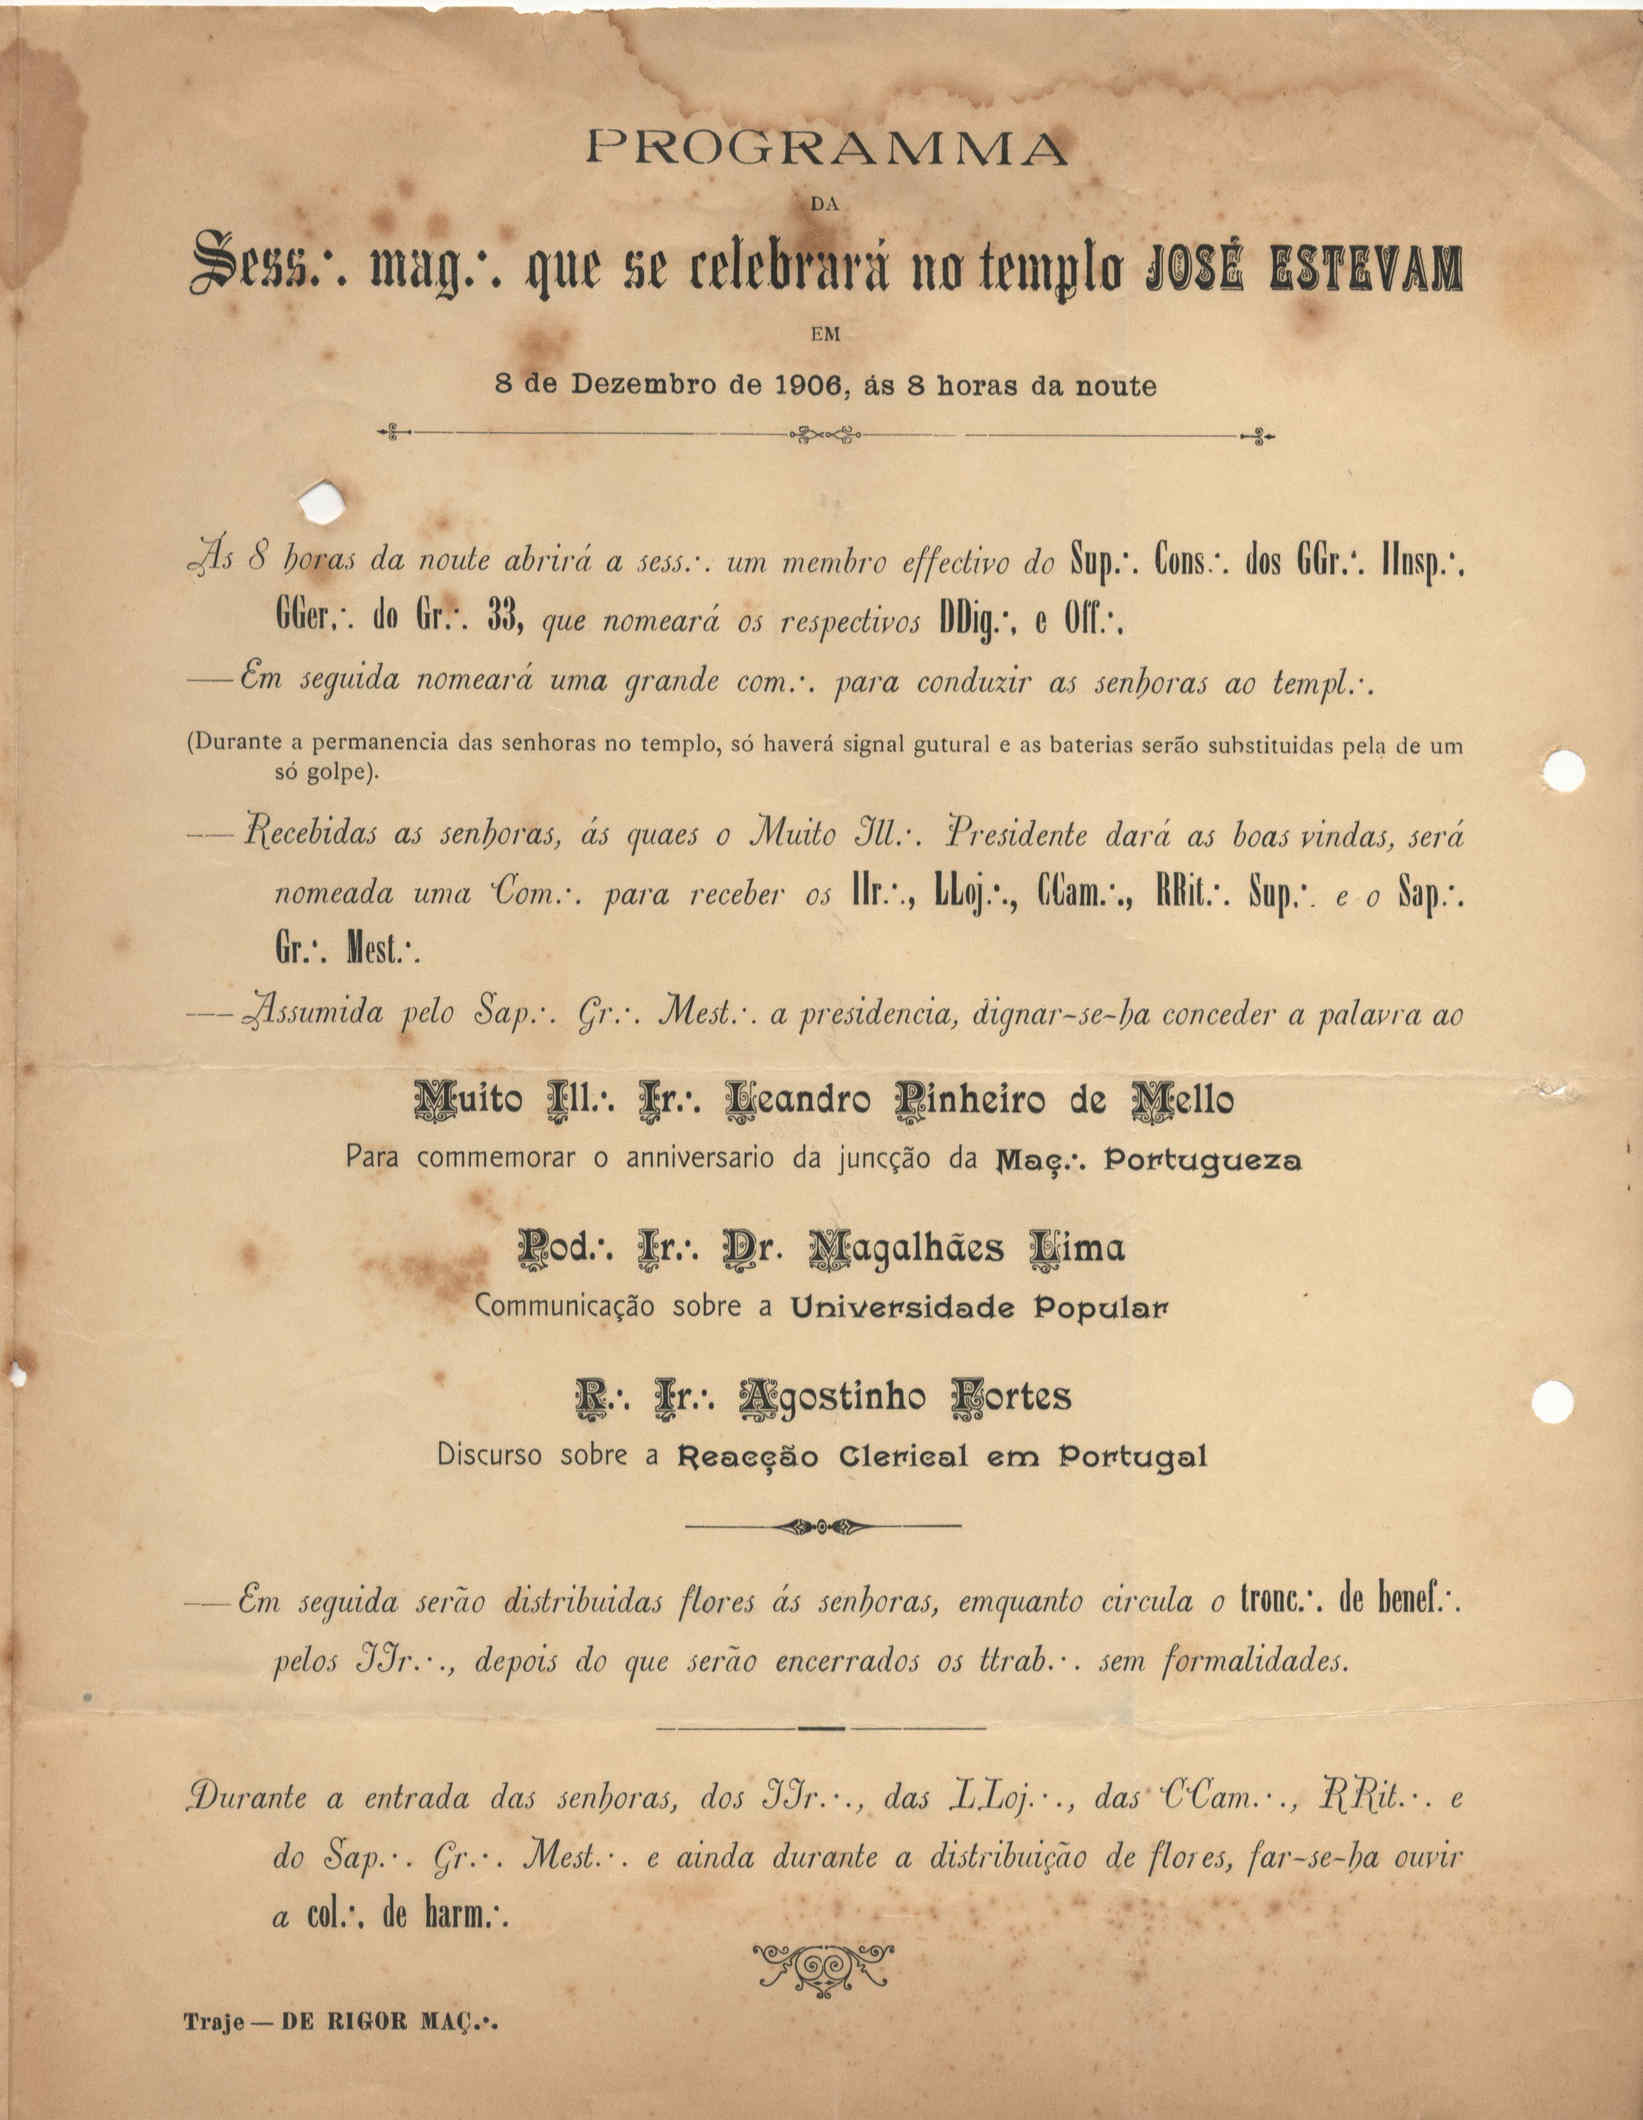 PROGRAMMA
DA
Sess.·. mag.·. que se celebrará no templo JOSÉ ESTEVAM
EM
8 de Dezembro de 1906, ás 8 horas da noute
Ás 8 horas da noute abrirá a sess.·. um membro effectivo do Sup.·. Cons.·. dos GGr.·. IInsp.·.
GGer.·. do Gr.·. 33, que nomeará os respectivos DDig.·. e Off.·.
— Em seguida nomeará uma grande com.·. para conduzir as senhoras ao templ.·.
(Durante a permanencia das senhoras no templo, só haverá signal gutural e as baterias serão substituidas pela de um
só golpe).
— Recebidas as senhoras, ás quaes o Muito Ill.·. Presidente dará as boas vindas, será
nomeada uma Com.·. para receber os IIr.·., LLoj.·., CCam.·., RRit.·. Sup.·. e o Sap.·.
Gr.·. Mest.·.
— Assumida pelo Sap.·. Gr.·. Mest.·. a presidencia, dignar-se-ha conceder a palavra ao
Muito Ill.·. Ir.·. Leandro Pinheiro de Mello
Para commemorar o anniversario da juncção da Maç.·. Portugueza
Pod.·. Ir.·. Dr. Magalhães Lima
Communicação sobre a Universidade Popular
R.·. Ir.·. Agostinho Fortes
Discurso sobre a Reacção Clerical em Portugal
— Em seguida serão distribuidas flores ás senhoras, emquanto circula o tronc.·. de benef.·.
pelos IIr.·., depois do que serão encerrados os ttrab.·. sem formalidades.
Durante a entrada das senhoras, dos IIr.·., das LLoj.·., das CCam.·., RRit.·. e
do Sap.·. Gr.·. Mest.·. e ainda durante a distribuição de flores, far-se-ha ouvir
a col.·. de harm.·.
Traje — DE RIGOR MAÇ.·.